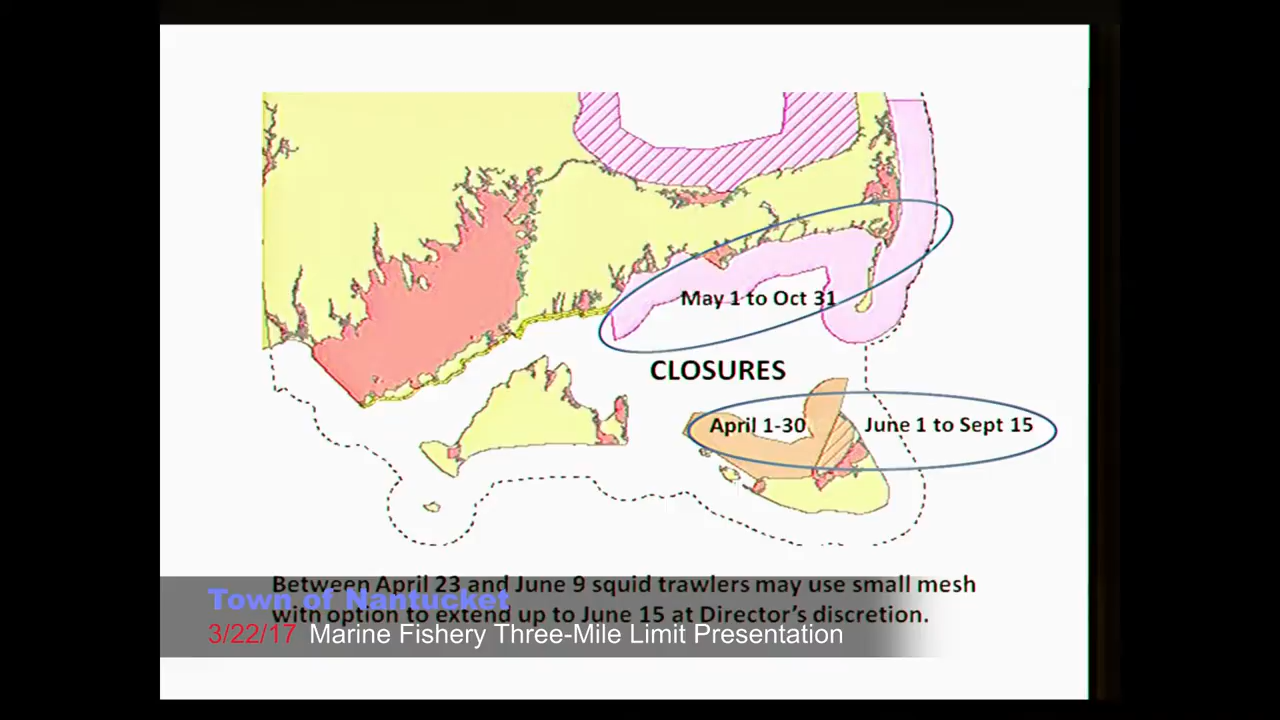 May 1 to Oct 31
CLOSURES
April 1-30
June 1 to Sept 15
Between April 23 and June 9 squid trawlers may use small mesh
with option to extend up to June 15 at Director's discretion.
Town of Nantucket
3/22/17 Marine Fishery Three-Mile Limit Presentation